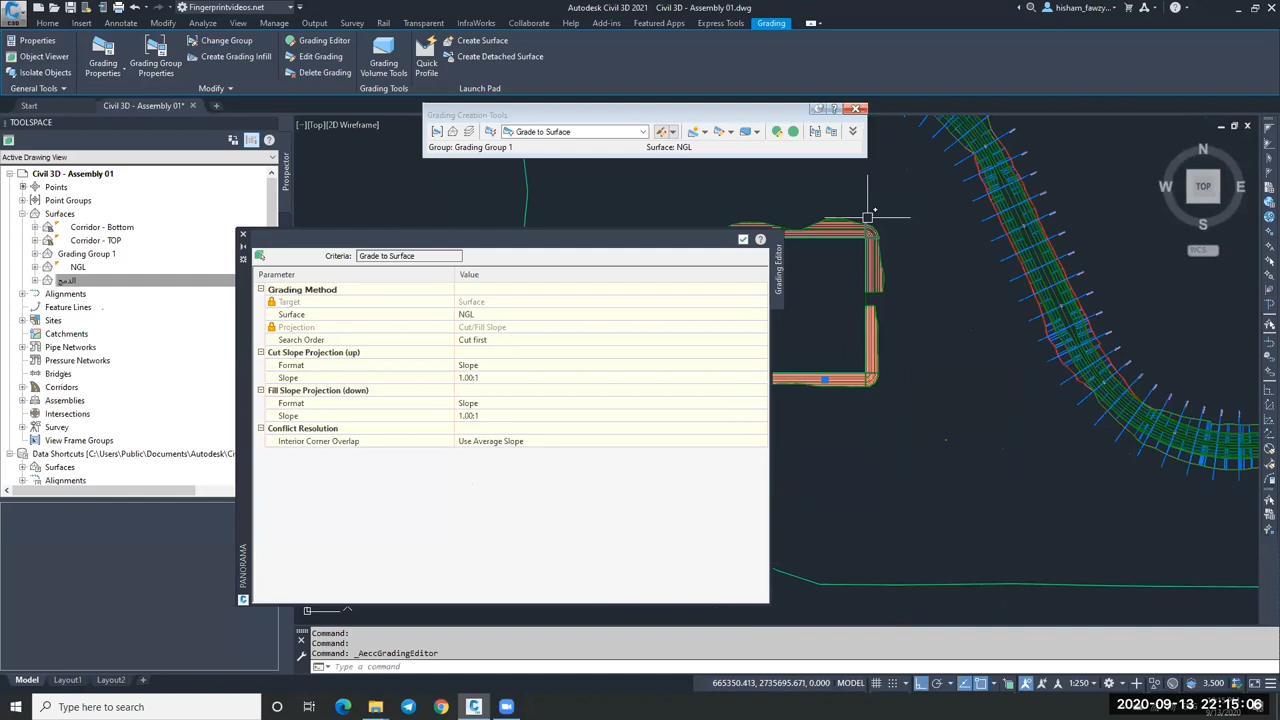 Fingerprintvideos.net
Autodesk Civil 3D 2021 Civil 3D - Assembly 01.dwg
hisham_fawzy...
Home Insert Annotate Modify Analyze View Manage Output Survey Rail Transparent InfraWorks Collaborate Help Add-ins Featured Apps Express Tools Grading
Properties
Object Viewer
Isolate Objects
General Tools
Grading Properties
Grading Group Properties
Change Group
Create Grading Infill
Modify
Grading Editor
Edit Grading
Delete Grading
Grading Volume Tools
Grading Tools
Quick Profile
Create Surface
Create Detached Surface
Launch Pad
Start Civil 3D - Assembly 01*
TOOLSPACE
Active Drawing View
Civil 3D - Assembly 01
Points
Point Groups
Surfaces
Corridor - Bottom
Corridor - TOP
Grading Group 1
NGL
الدمج
Alignments
Feature Lines
Sites
Catchments
Pipe Networks
Pressure Networks
Bridges
Corridors
Assemblies
Intersections
Survey
View Frame Groups
Data Shortcuts [C:\Users\Public\Documents\Autodesk\Ci
Surfaces
Alignments
Prospector
[−][Top][2D Wireframe]
Grading Creation Tools
Grade to Surface
Group: Grading Group 1 Surface: NGL
N
W TOP E
S
WCS
Criteria: Grade to Surface
Parameter Value
Grading Method
Target Surface
Surface NGL
Projection Cut/Fill Slope
Search Order Cut first
Cut Slope Projection (up)
Format Slope
Slope 1.00:1
Fill Slope Projection (down)
Format Slope
Slope 1.00:1
Conflict Resolution
Interior Corner Overlap Use Average Slope
Grading Editor
PANORAMA
Command:
Command:
Command: _AeccGradingEditor
Type a command
Model Layout1 Layout2
665350.413, 2735695.671, 0.000 MODEL 1:250 3.500
Type here to search
2020-09-13 22:15:06